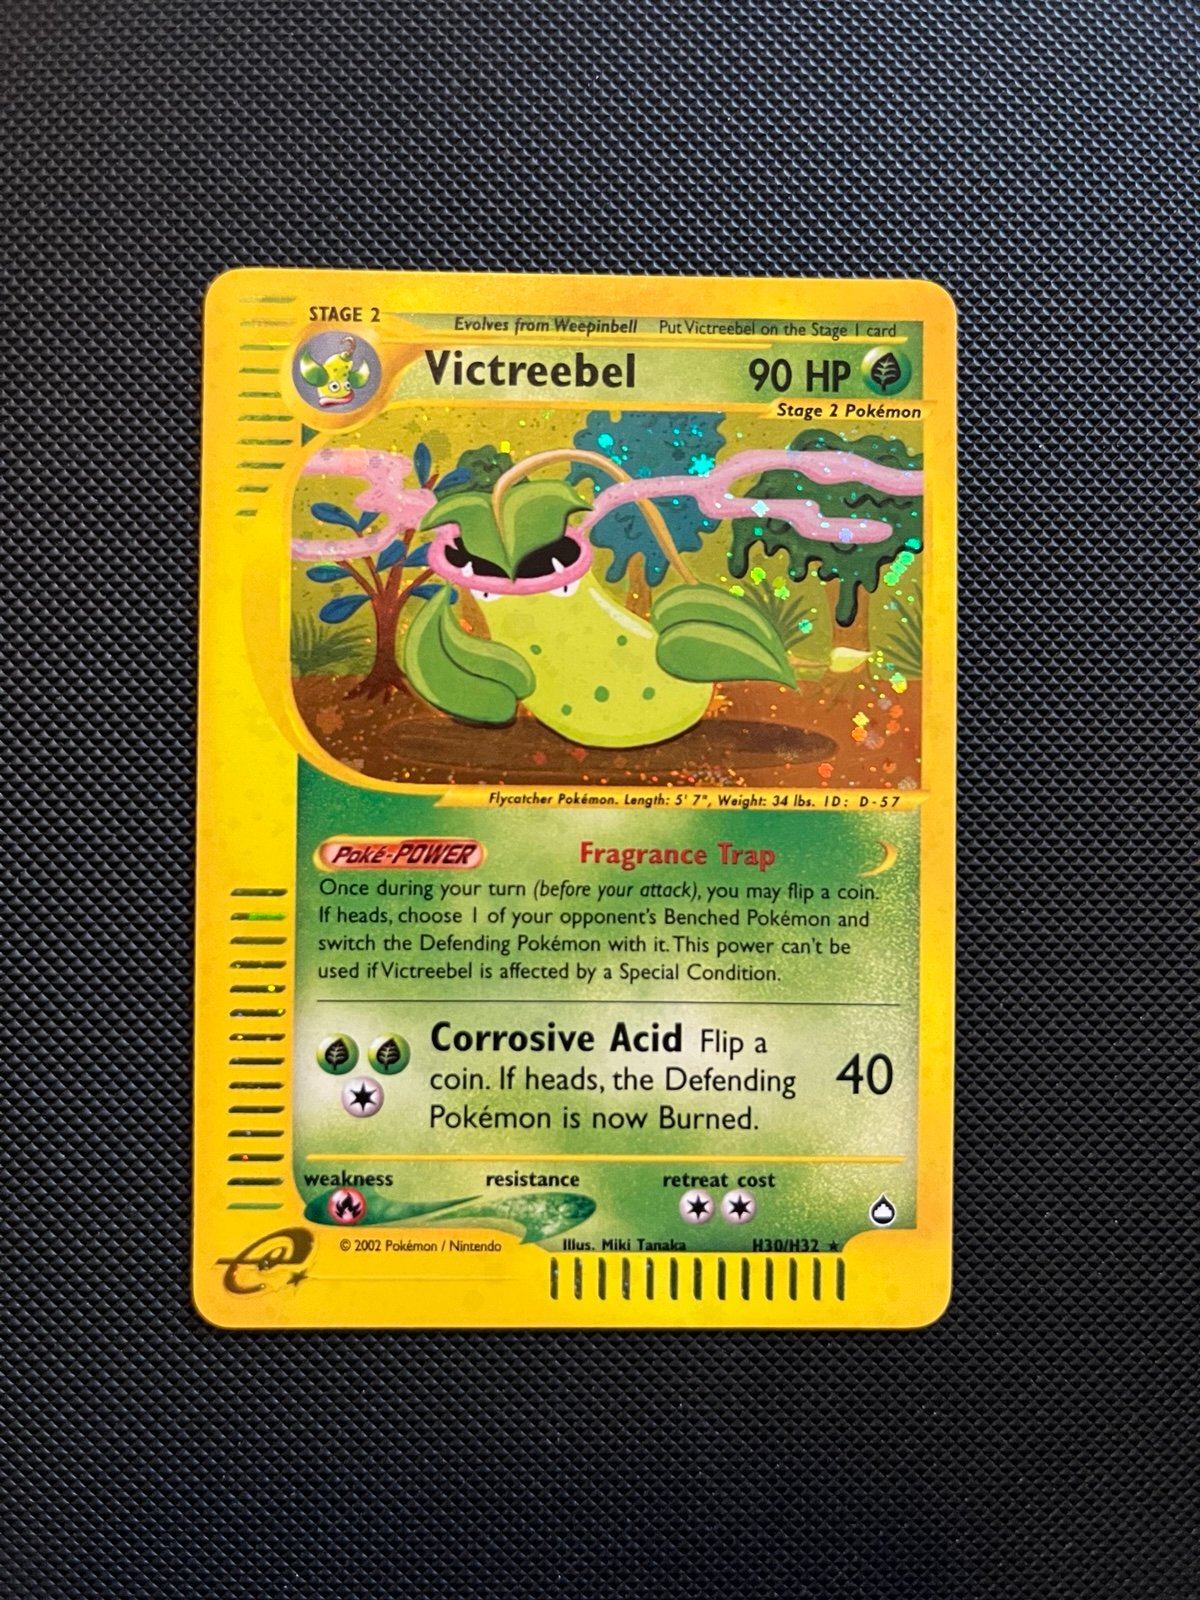 STAGE 2
Evolves from Weepinbell Put Victreebel on the Stage 1 card
Victreebel 90 HP
Stage 2 Pokémon
Flycatcher Pokémon. Length: 5' 7", Weight: 34 lbs. ID: D-57
Poké-POWER Fragrance Trap
Once during your turn (before your attack), you may flip a coin.
If heads, choose 1 of your opponent's Benched Pokémon and
switch the Defending Pokémon with it. This power can't be
used if Victreebel is affected by a Special Condition.
Corrosive Acid Flip a
coin. If heads, the Defending 40
Pokémon is now Burned.
weakness resistance retreat cost
© 2002 Pokémon / Nintendo Illus. Miki Tanaka H30/H32 ★
e